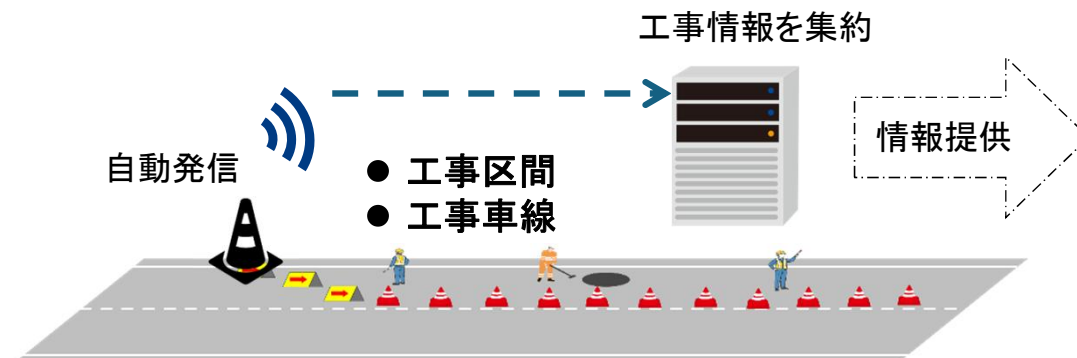 工事情報を集約
情報提供
自動発信
● 工事区間
● 工事車線